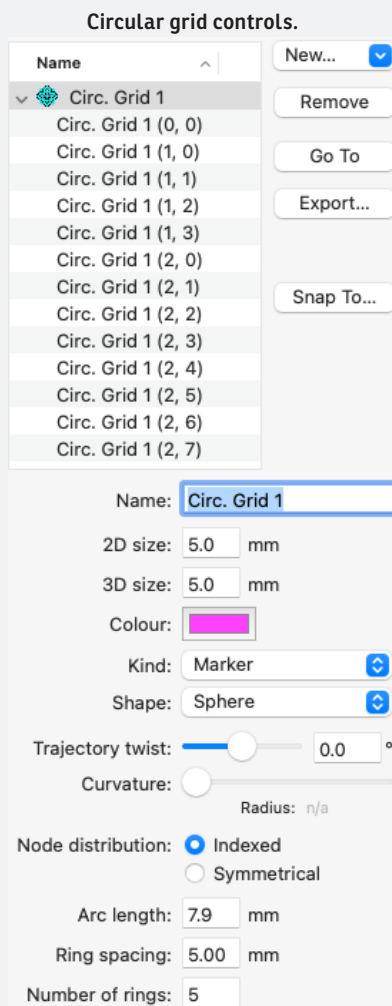 Circular grid controls.
Name
New...
Circ. Grid 1
Remove
Circ. Grid 1 (0, 0)
Circ. Grid 1 (1, 0)
Go To
Circ. Grid 1 (1, 1)
Circ. Grid 1 (1, 2)
Export...
Circ. Grid 1 (1, 3)
Circ. Grid 1 (2, 0)
Circ. Grid 1 (2, 1)
Snap To...
Circ. Grid 1 (2, 2)
Circ. Grid 1 (2, 3)
Circ. Grid 1 (2, 4)
Circ. Grid 1 (2, 5)
Circ. Grid 1 (2, 6)
Circ. Grid 1 (2, 7)
Name: Circ. Grid 1
2D size: 5.0 mm
3D size: 5.0 mm
Colour:
Kind: Marker
Shape: Sphere
Trajectory twist: 0.0 °
Curvature:
Radius: n/a
Node distribution: Indexed
Symmetrical
Arc length: 7.9 mm
Ring spacing: 5.00 mm
Number of rings: 5